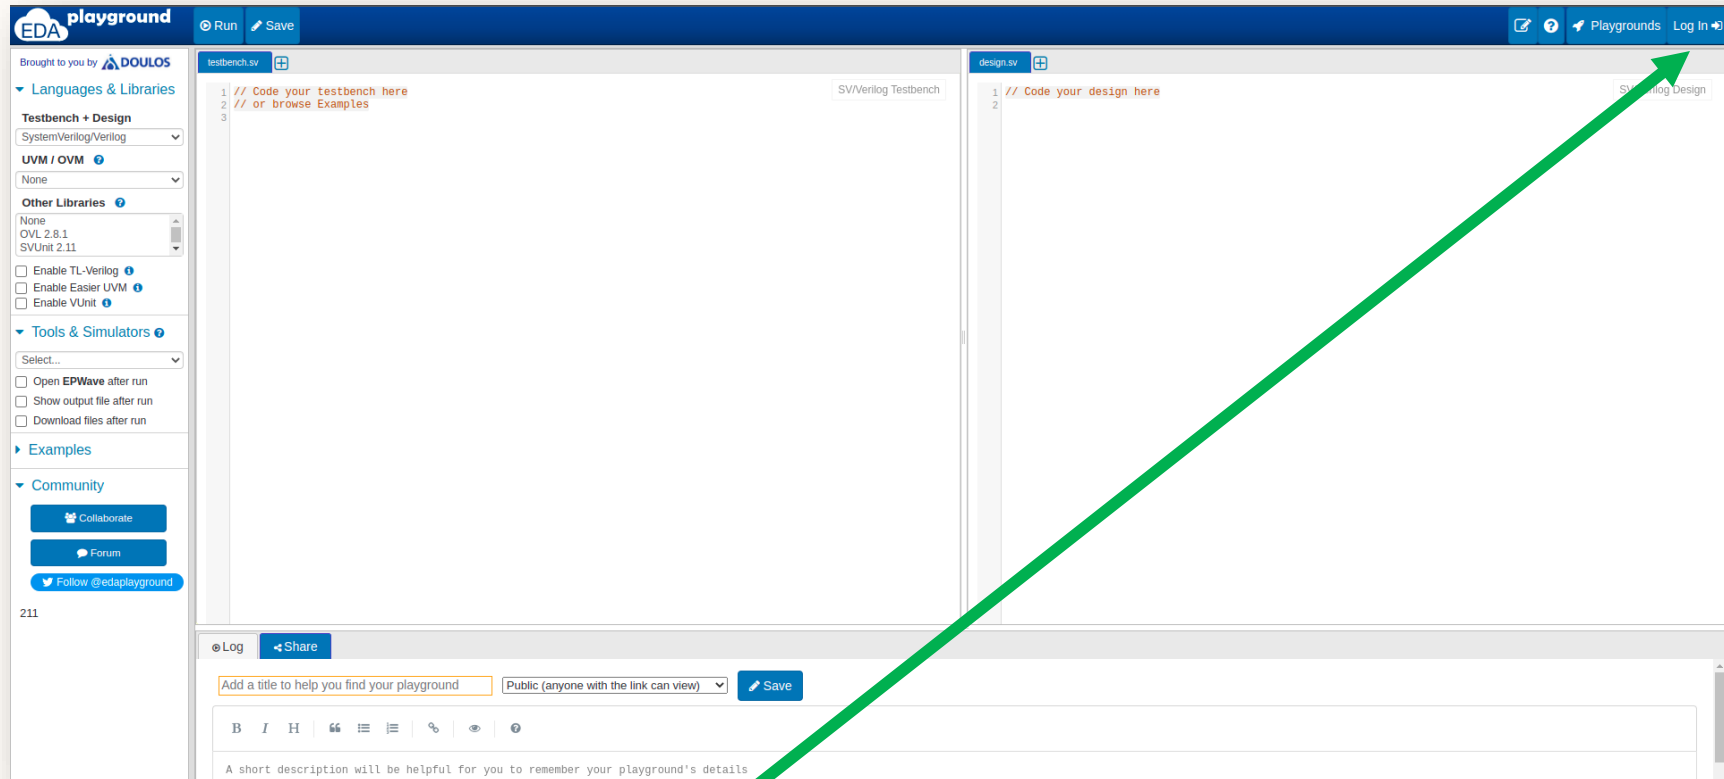 EDA playground
Run
Save
Playgrounds
Log In
Brought to you by DOULOS
Languages & Libraries
Testbench + Design
SystemVerilog/Verilog
UVM / OVM
None
Other Libraries
None
OVL 2.8.1
SVUnit 2.11
Enable TL-Verilog
Enable Easier UVM
Enable VUnit
Tools & Simulators
Select...
Open EPWave after run
Show output file after run
Download files after run
Examples
Community
Collaborate
Forum
Follow @edaplayground
211
testbench.sv
SV/Verilog Testbench
1 // Code your testbench here
2 // or browse Examples
3
design.sv
Design
1 // Code your design here
2
Log
Share
Add a title to help you find your playground
Public (anyone with the link can view)
Save
B I H
A short description will be helpful for you to remember your playground's details